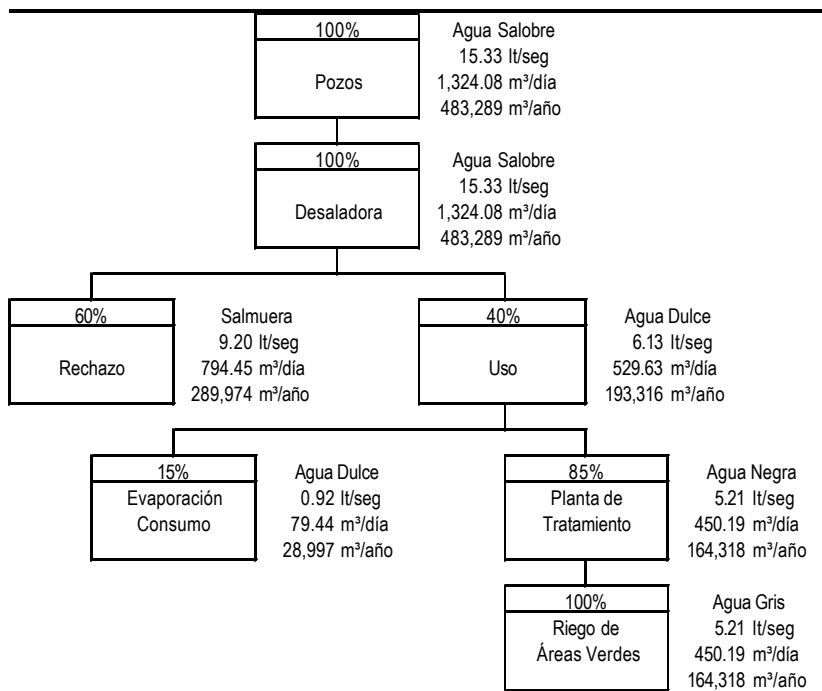 100%
Pozos
Agua Salobre
15.33 lt/seg
1,324.08 m³/día
483,289 m³/año
100%
Desaladora
Agua Salobre
15.33 lt/seg
1,324.08 m³/día
483,289 m³/año
60%
Rechazo
Salmuera
9.20 lt/seg
794.45 m³/día
289,974 m³/año
40%
Uso
Agua Dulce
6.13 lt/seg
529.63 m³/día
193,316 m³/año
15%
Evaporación
Consumo
Agua Dulce
0.92 lt/seg
79.44 m³/día
28,997 m³/año
85%
Planta de
Tratamiento
Agua Negra
5.21 lt/seg
450.19 m³/día
164,318 m³/año
100%
Riego de
Áreas Verdes
Agua Gris
5.21 lt/seg
450.19 m³/día
164,318 m³/año